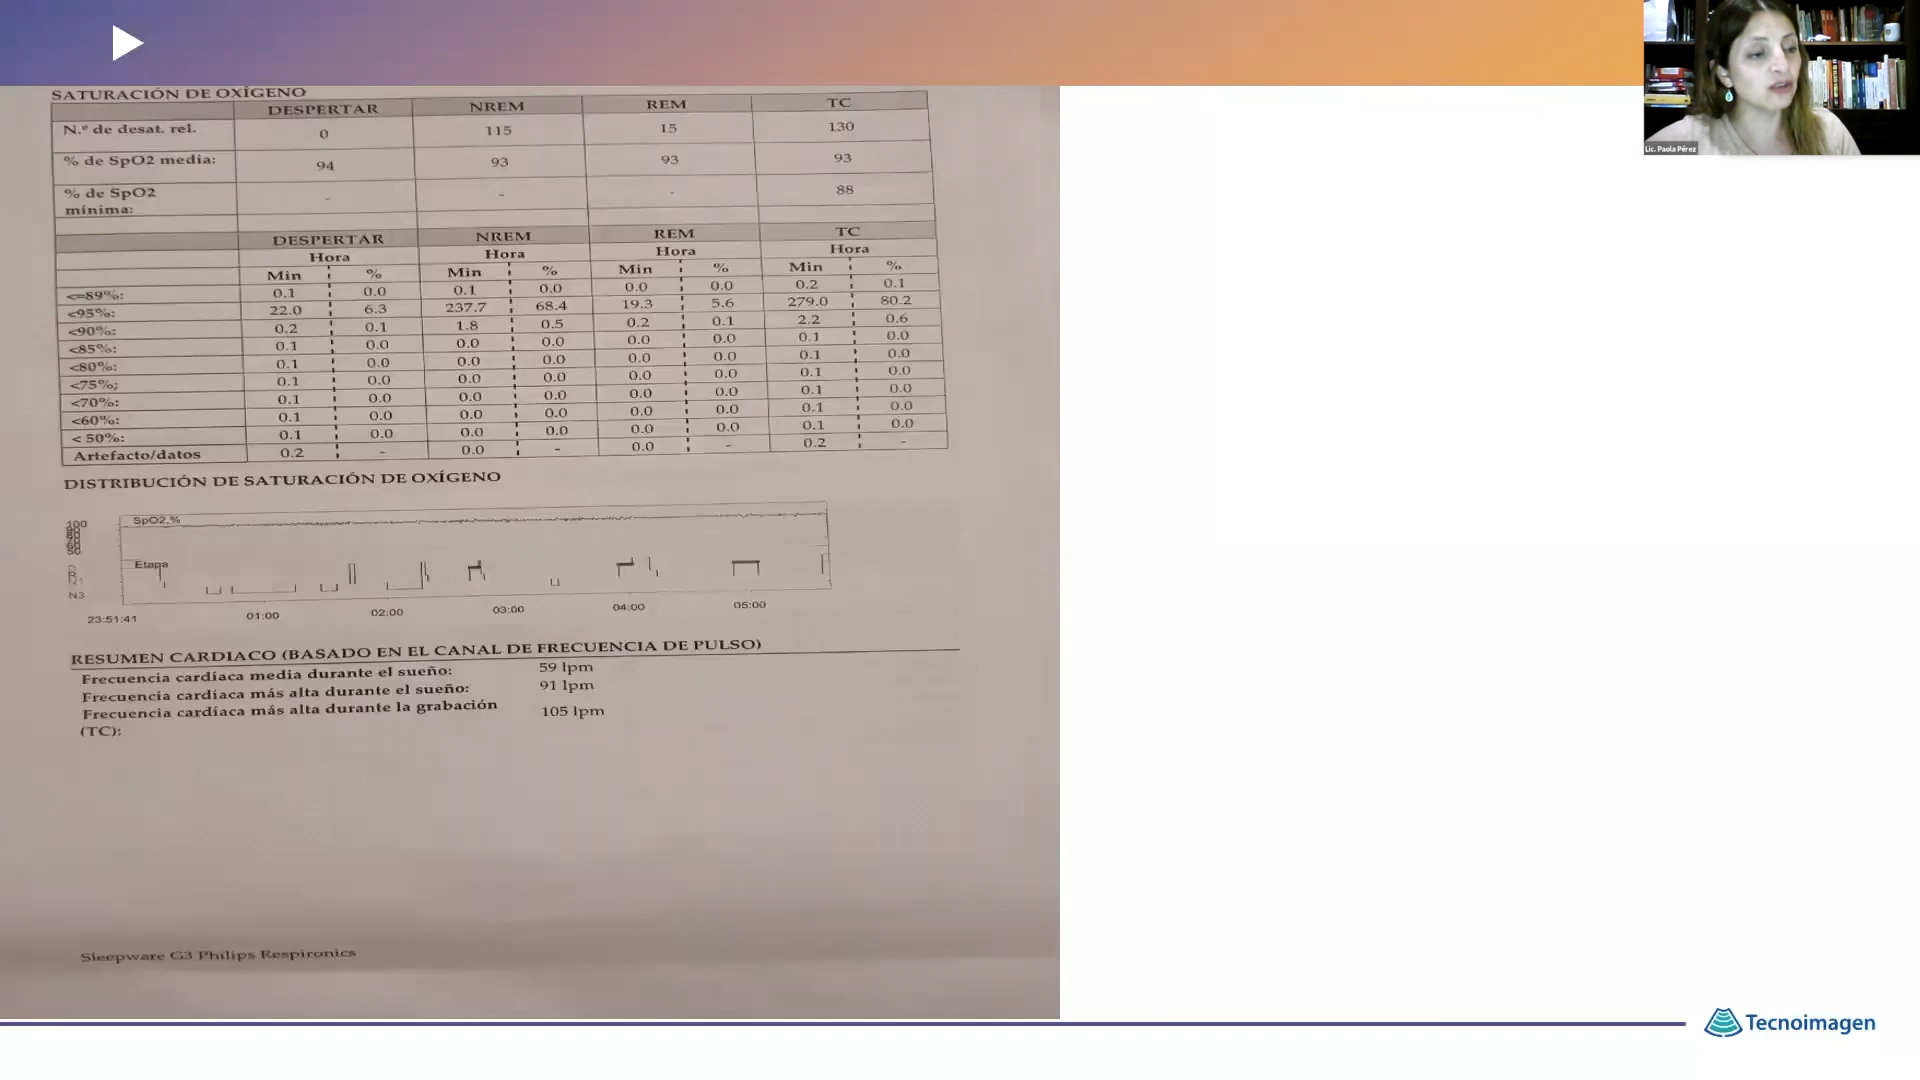 SATURACIÓN DE OXÍGENO
DESPERTAR NREM REM TC
N.º de desat. rel. 0 115 15 130
% de SpO2 media: 94 93 93 93
% de SpO2 mínima: - - - 88
DESPERTAR NREM REM TC
Hora Hora Hora Hora
Min % Min % Min % Min %
<=89%: 0.1 0.0 0.1 0.0 0.0 0.0 0.2 0.1
<95%: 22.0 6.3 237.7 68.4 19.3 5.6 279.0 80.2
<90%: 0.2 0.1 1.8 0.5 0.2 0.1 2.2 0.6
<85%: 0.1 0.0 0.0 0.0 0.0 0.0 0.1 0.0
<80%: 0.1 0.0 0.0 0.0 0.0 0.0 0.1 0.0
<75%; 0.1 0.0 0.0 0.0 0.0 0.0 0.1 0.0
<70%: 0.1 0.0 0.0 0.0 0.0 0.0 0.1 0.0
<60%: 0.1 0.0 0.0 0.0 0.0 0.0 0.1 0.0
< 50%: 0.1 0.0 0.0 0.0 0.0 0.0 0.1 0.0
Artefacto/datos 0.2 - 0.0 - 0.0 - 0.2 -
DISTRIBUCIÓN DE SATURACIÓN DE OXÍGENO
SpO2,%
100
90
80
70
60
50
Etapa
R
N3
23:51:41 01:00 02:00 03:00 04:00 05:00
RESUMEN CARDIACO (BASADO EN EL CANAL DE FRECUENCIA DE PULSO)
Frecuencia cardíaca media durante el sueño: 59 lpm
Frecuencia cardíaca más alta durante el sueño: 91 lpm
Frecuencia cardíaca más alta durante la grabación 105 lpm
(TC):
Sleepware G3 Philips Respironics
Lic. Paola Pérez
Tecnoimagen